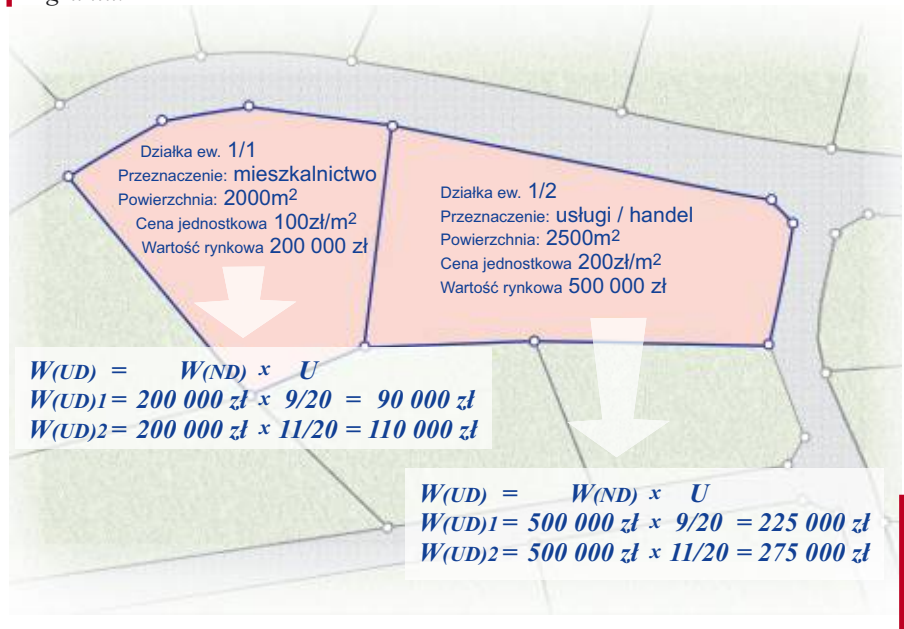 Działka ew. 1/1
Przeznaczenie: mieszkalnictwo
Powierzchnia: 2000m²
Cena jednostkowa 100zł/m²
Wartość rynkowa 200 000 zł
Działka ew. 1/2
Przeznaczenie: usługi / handel
Powierzchnia: 2500m²
Cena jednostkowa 200zł/m²
Wartość rynkowa 500 000 zł
W(UD) = W(ND) x U
W(UD)1 = 200 000 zł x 9/20 = 90 000 zł
W(UD)2 = 200 000 zł x 11/20 = 110 000 zł
W(UD) = W(ND) x U
W(UD)1 = 500 000 zł x 9/20 = 225 000 zł
W(UD)2 = 500 000 zł x 11/20 = 275 000 zł